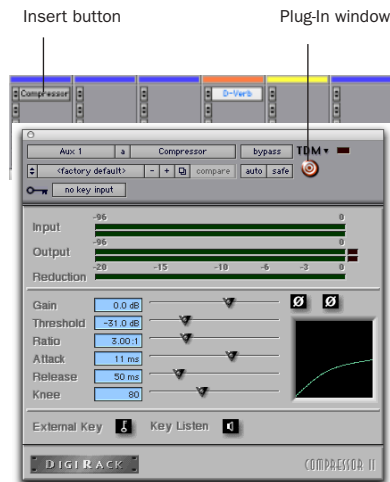 Insert button Plug-In window
Compressor D-Verb
Aux 1 a Compressor bypass TDM
<factory default> - + compare auto safe
no key input
-96 0
Input
-96 0
Output
-20 -15 -10 -6 -3 0
Reduction
Gain 0.0 dB Ø Ø
Threshold -31.0 dB
Ratio 3.00:1
Attack 11 ms
Release 50 ms
Knee 80
External Key Key Listen
DIGIRACK COMPRESSOR II